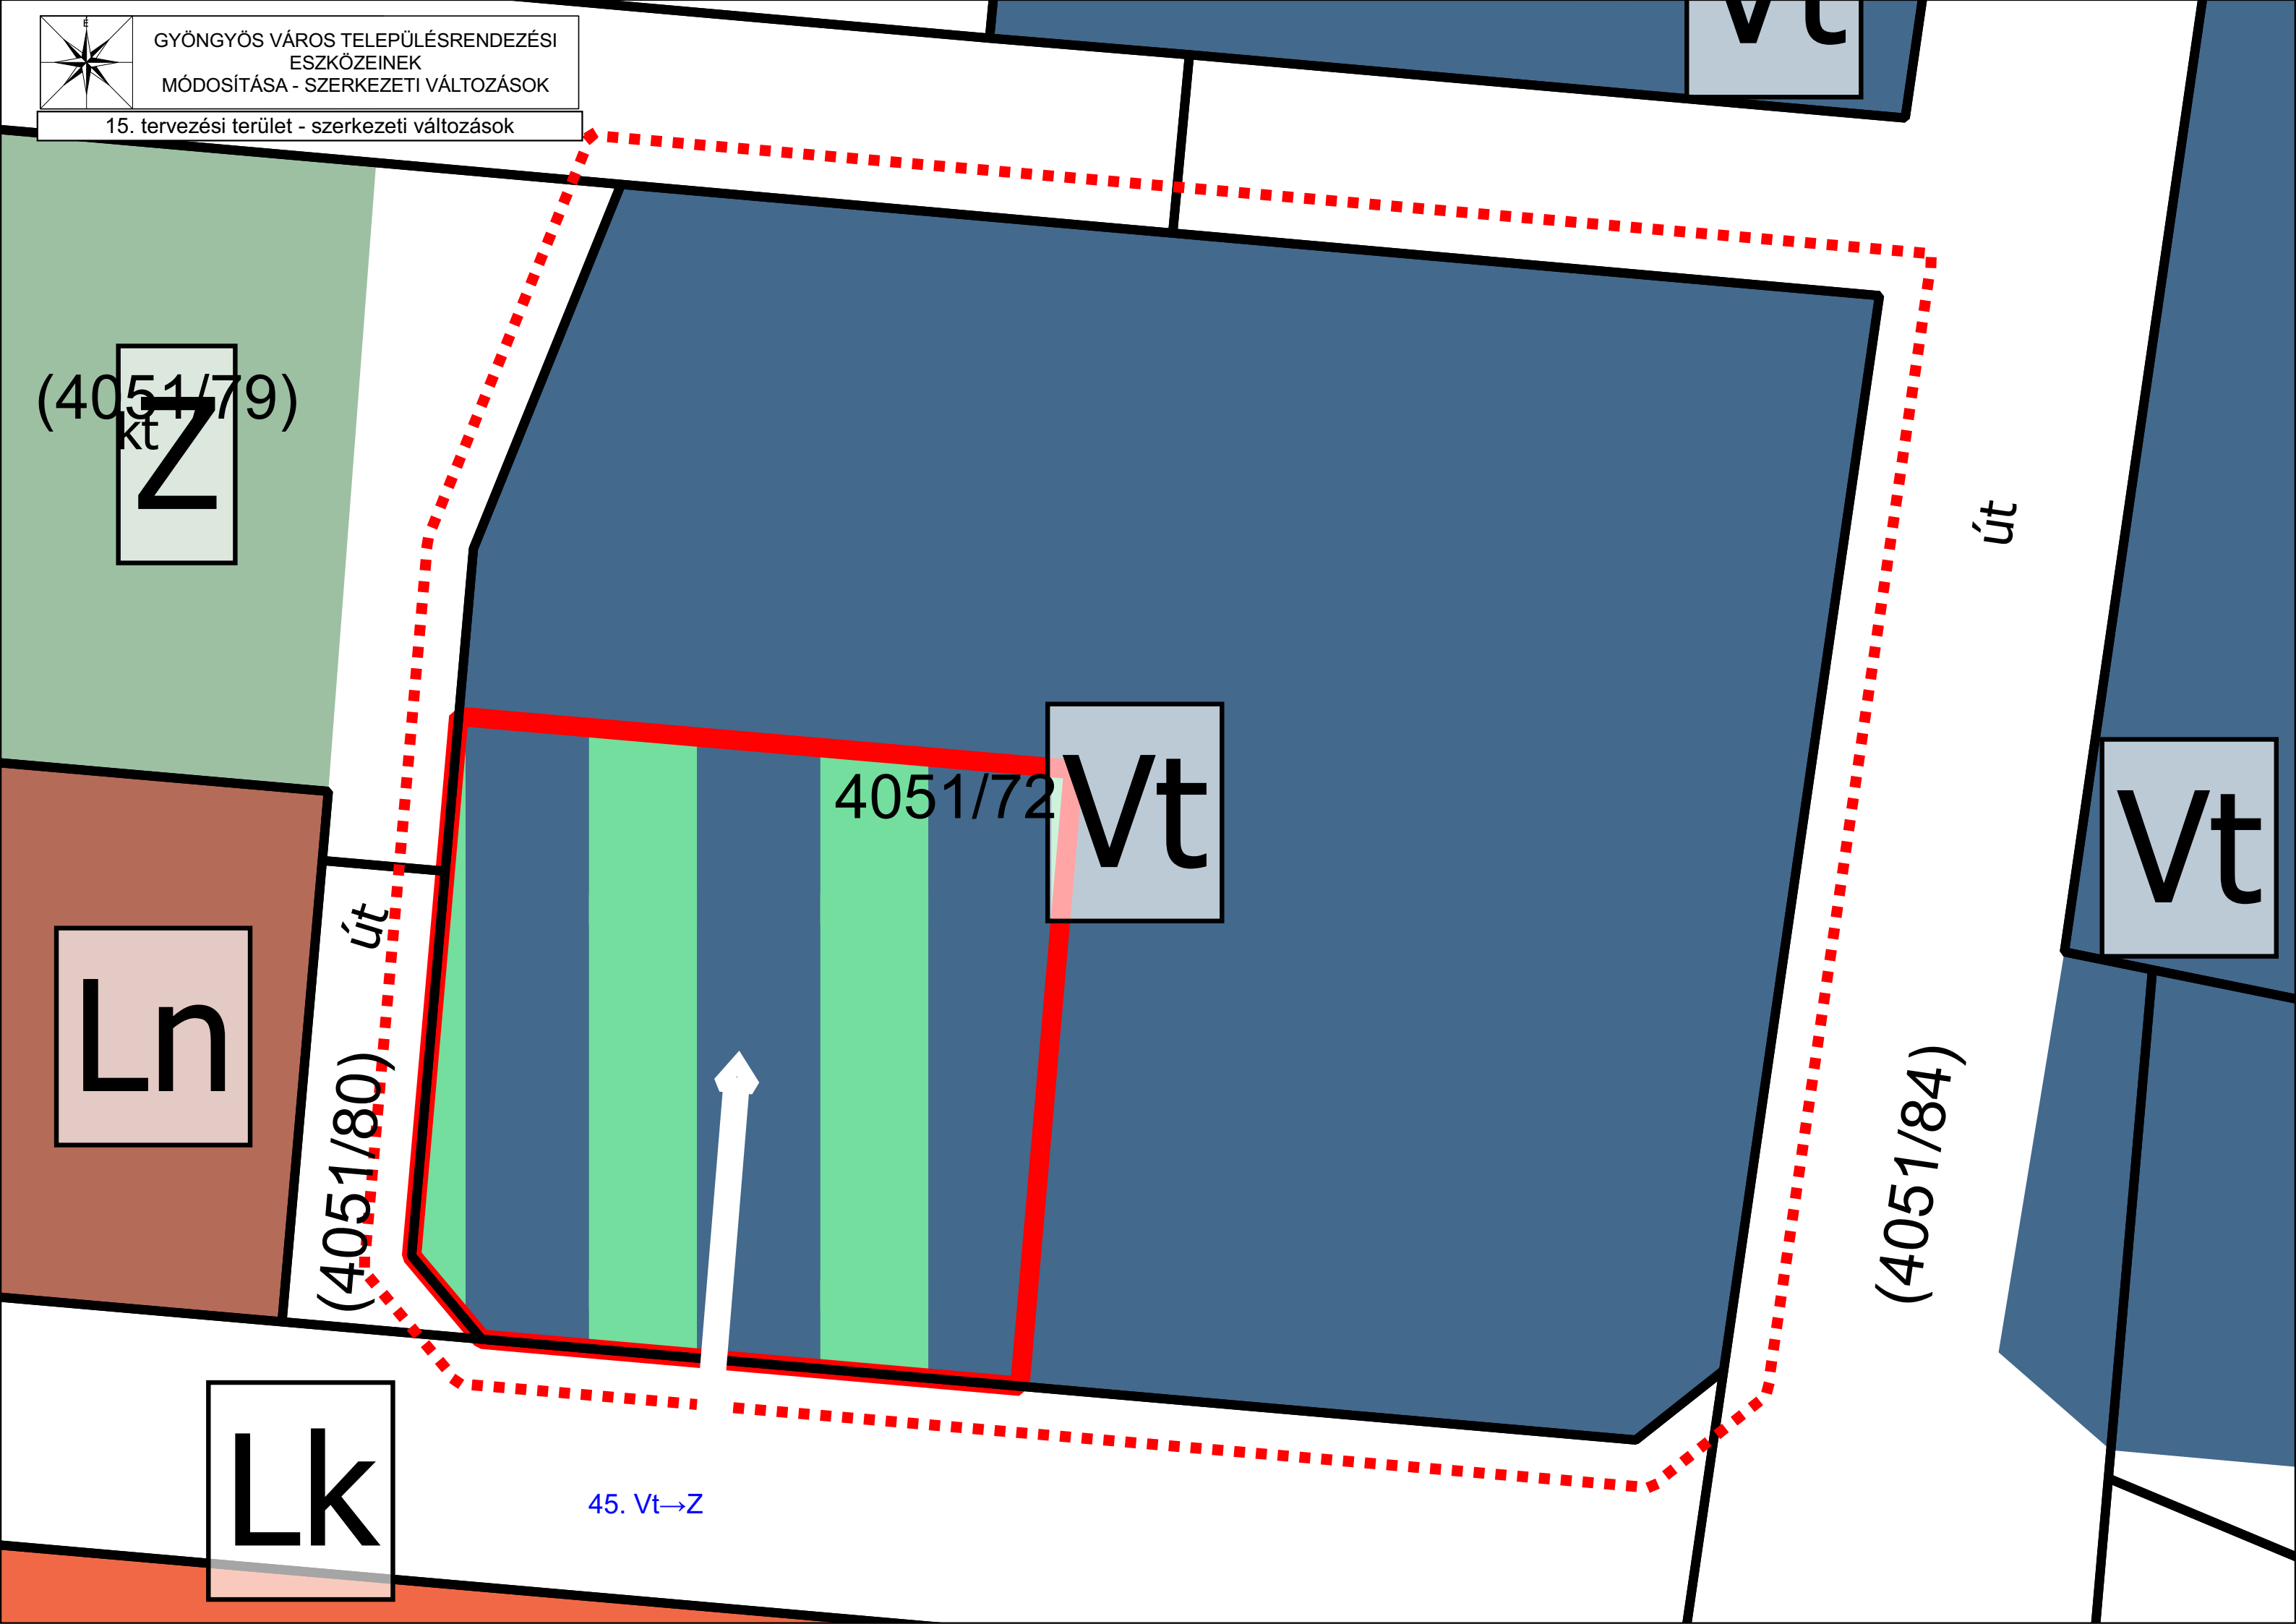 É
GYÖNGYÖS VÁROS TELEPÜLÉSRENDEZÉSI
ESZKÖZEINEK
MÓDOSÍTÁSA - SZERKEZETI VÁLTOZÁSOK
15. tervezési terület - szerkezeti változások
Vt
(4051/79)
kt
Z
út
4051/72
Vt
Vt
út
Ln
(4051/80)
(4051/84)
Lk
45. Vt→Z